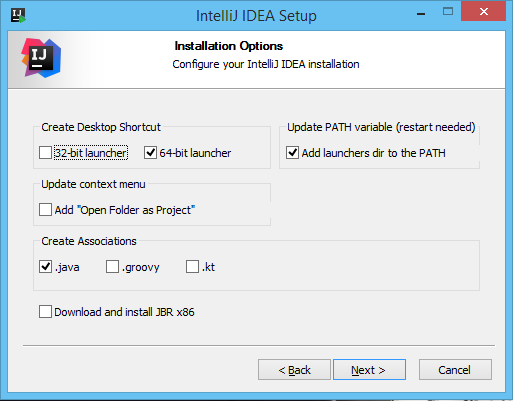 IntelliJ IDEA Setup
IJ
Installation Options
Configure your IntelliJ IDEA installation
Create Desktop Shortcut
32-bit launcher
64-bit launcher
Update PATH variable (restart needed)
Add launchers dir to the PATH
Update context menu
Add "Open Folder as Project"
Create Associations
.java
.groovy
.kt
Download and install JBR x86
< Back
Next >
Cancel